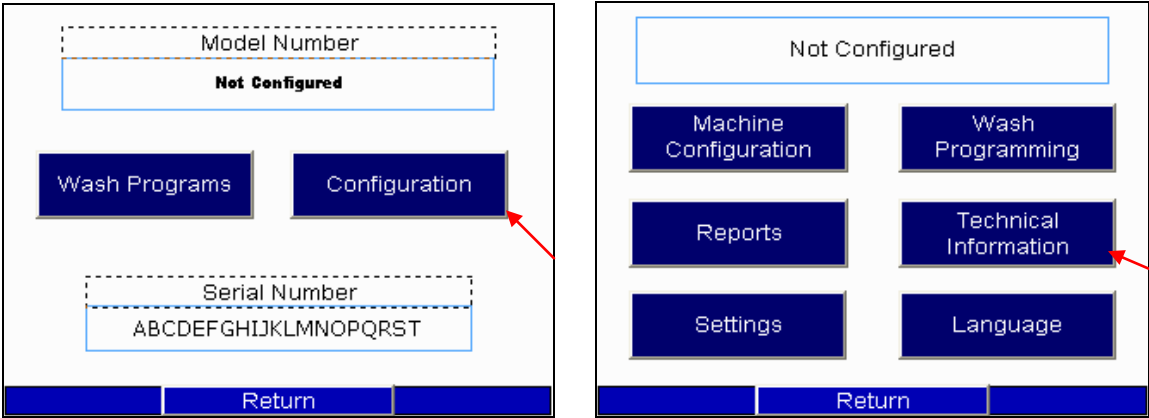 Model Number
Not Configured
Wash Programs
Configuration
Serial Number
ABCDEFGHIJKLMNOPQRST
Return
Not Configured
Machine
Configuration
Wash
Programming
Reports
Technical
Information
Settings
Language
Return